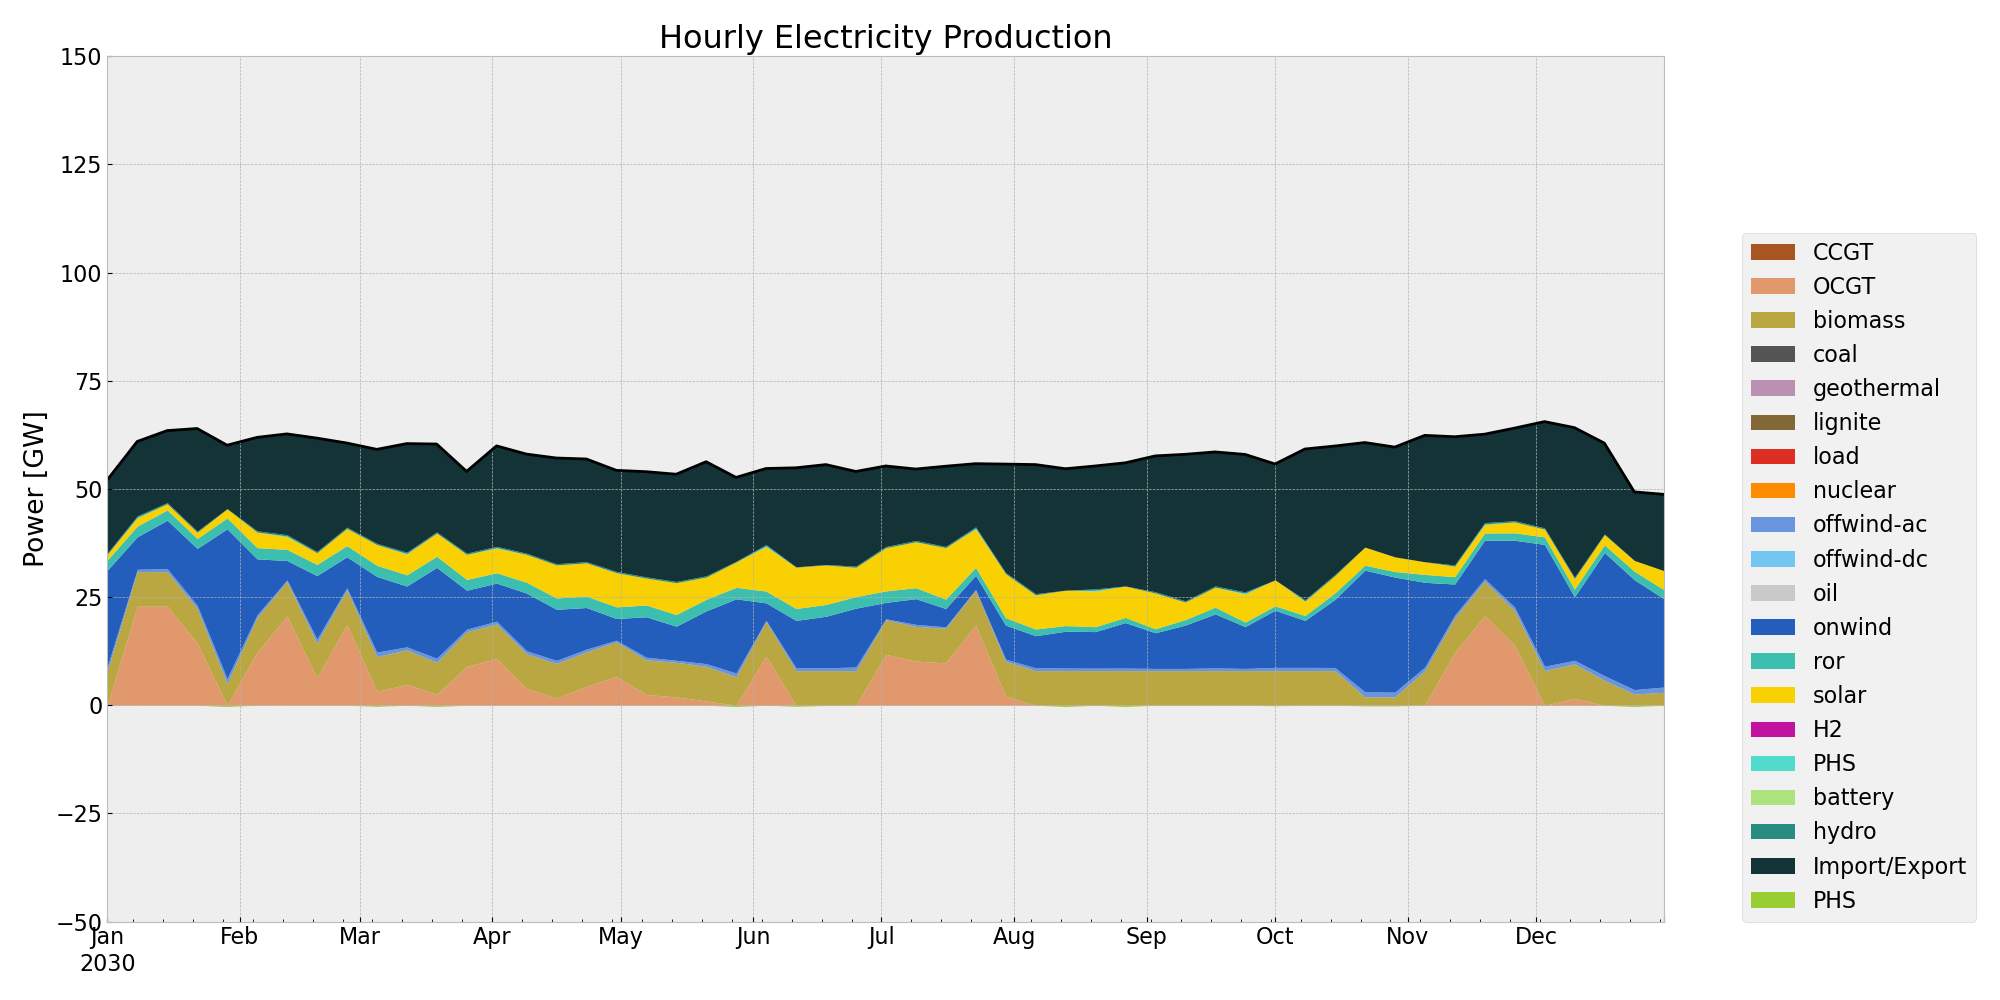 Hourly Electricity Production
Power [GW]
150
125
100
75
50
25
0
−25
−50
Jan
2030
Feb
Mar
Apr
May
Jun
Jul
Aug
Sep
Oct
Nov
Dec
CCGT
OCGT
biomass
coal
geothermal
lignite
load
nuclear
offwind-ac
offwind-dc
oil
onwind
ror
solar
H2
PHS
battery
hydro
Import/Export
PHS